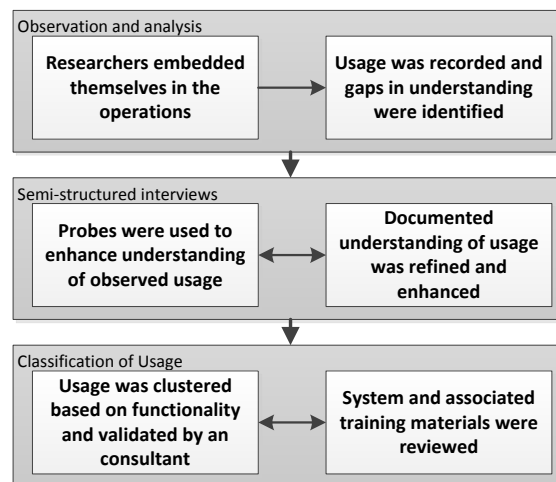 Observation and analysis
Researchers embedded
themselves in the
operations
Usage was recorded and
gaps in understanding
were identified
Semi-structured interviews
Probes were used to
enhance understanding
of observed usage
Documented
understanding of usage
was refined and
enhanced
Classification of Usage
Usage was clustered
based on functionality
and validated by an
consultant
System and associated
training materials were
reviewed